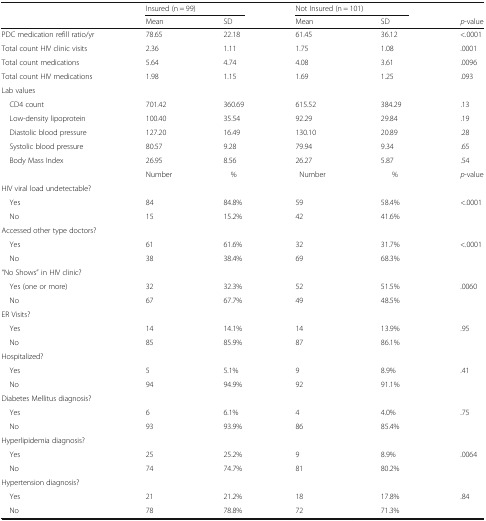 Insured (n = 99) Not Insured (n = 101)
Mean SD Mean SD p-value
PDC medication refill ratio/yr 78.65 22.18 61.45 36.12 <.0001
Total count HIV clinic visits 2.36 1.11 1.75 1.08 .0001
Total count medications 5.64 4.74 4.08 3.61 .0096
Total count HIV medications 1.98 1.15 1.69 1.25 .093
Lab values
CD4 count 701.42 360.69 615.52 384.29 .13
Low-density lipoprotein 100.40 35.54 92.29 29.84 .19
Diastolic blood pressure 127.20 16.49 130.10 20.89 .28
Systolic blood pressure 80.57 9.28 79.94 9.34 .65
Body Mass Index 26.95 8.56 26.27 5.87 .54
Number % Number % p-value
HIV viral load undetectable?
Yes 84 84.8% 59 58.4% <.0001
No 15 15.2% 42 41.6%
Accessed other type doctors?
Yes 61 61.6% 32 31.7% <.0001
No 38 38.4% 69 68.3%
"No Shows" in HIV clinic?
Yes (one or more) 32 32.3% 52 51.5% .0060
No 67 67.7% 49 48.5%
ER Visits?
Yes 14 14.1% 14 13.9% .95
No 85 85.9% 87 86.1%
Hospitalized?
Yes 5 5.1% 9 8.9% .41
No 94 94.9% 92 91.1%
Diabetes Mellitus diagnosis?
Yes 6 6.1% 4 4.0% .75
No 93 93.9% 86 85.4%
Hyperlipidemia diagnosis?
Yes 25 25.2% 9 8.9% .0064
No 74 74.7% 81 80.2%
Hypertension diagnosis?
Yes 21 21.2% 18 17.8% .84
No 78 78.8% 72 71.3%